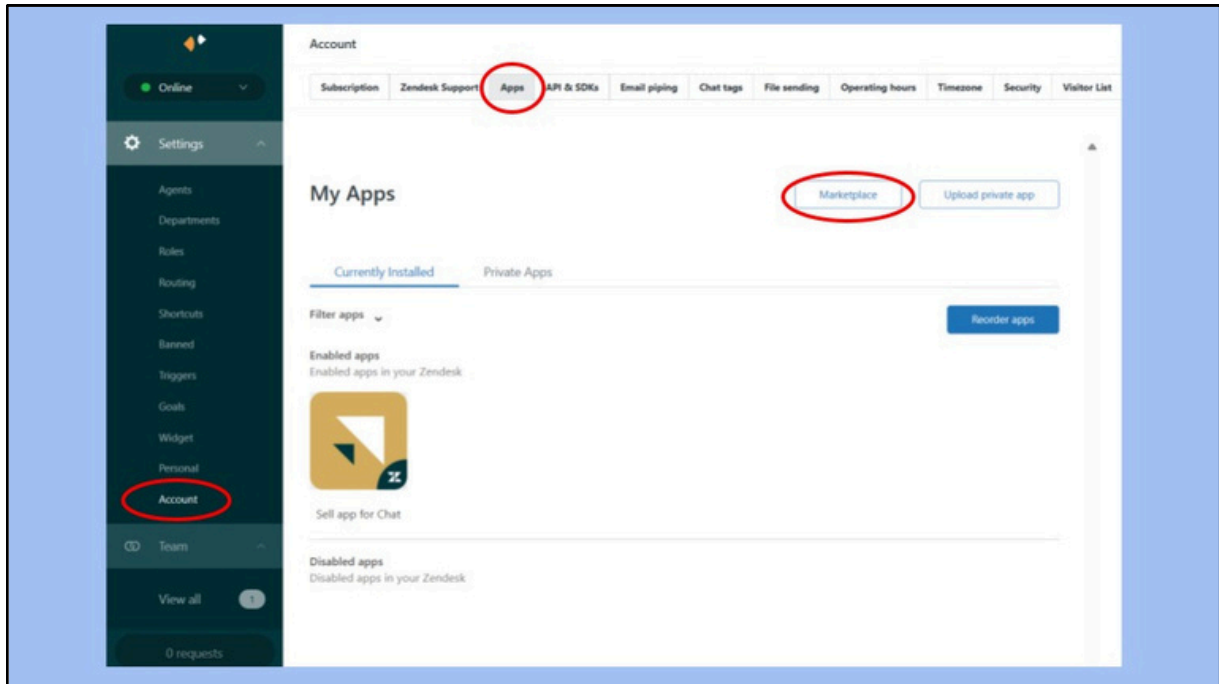 Account
Online
Subscription Zendesk Support Apps API & SDKs Email piping Chat tags File sending Operating hours Timezone Security Visitor List
Settings
Agents
Departments
Roles
Routing
Shortcuts
Banned
Triggers
Goals
Widget
Personal
Account
Team
View all 1
0 requests
My Apps
Marketplace Upload private app
Currently Installed Private Apps
Filter apps
Reorder apps
Enabled apps
Enabled apps in your Zendesk
Sell app for Chat
Disabled apps
Disabled apps in your Zendesk